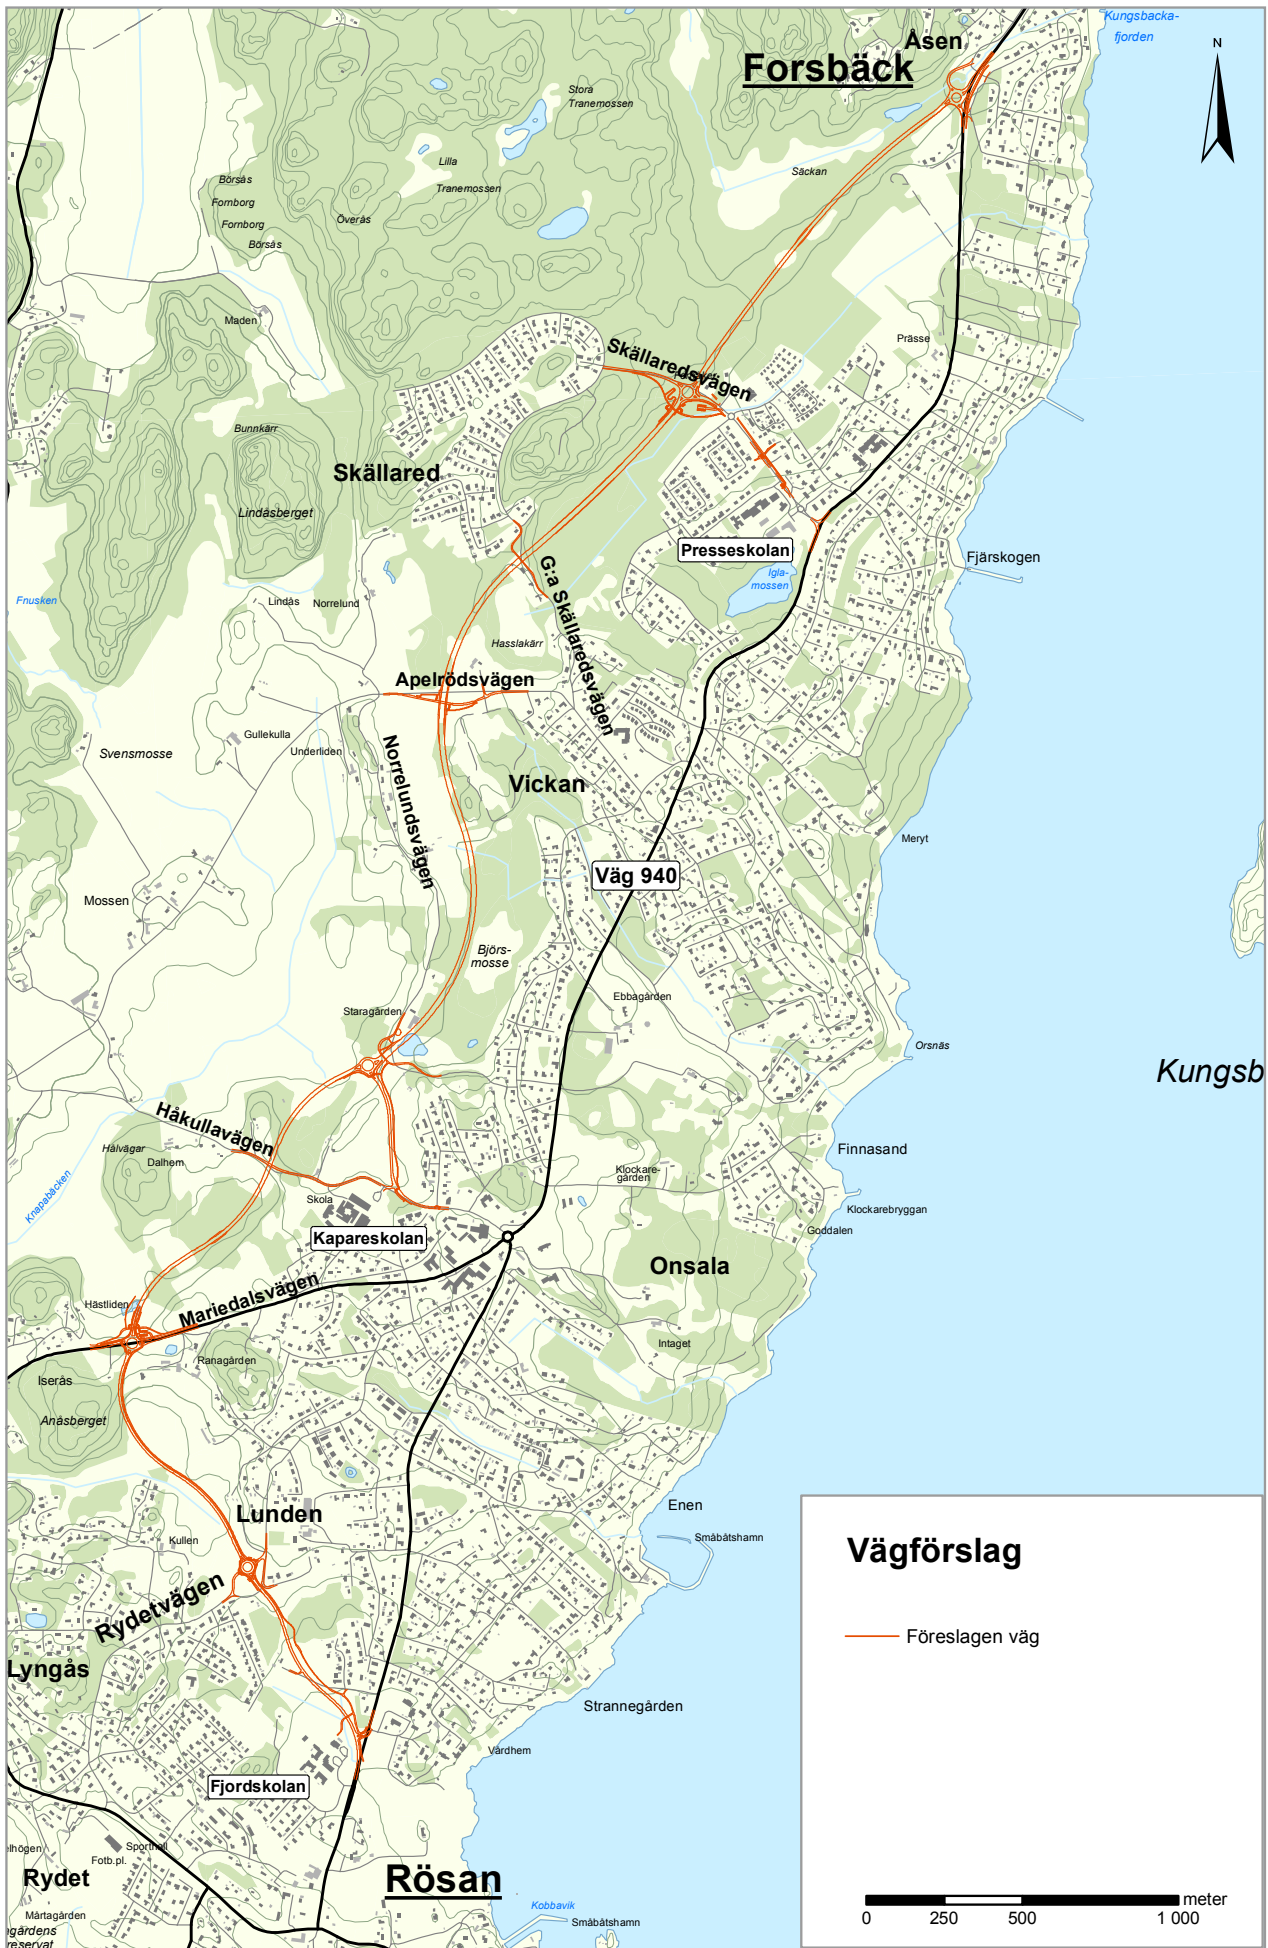 Kungsbacka-
fjorden
Åsen
Forsbäck
N
Stora
Tranemossen
Lilla
Tranemossen
Säckan
Börsås
Fornborg
Fornborg
Börsås
Överås
Maden
Prässe
Skällaredsvägen
Bunnkärr
Skällared
Lindåsberget
Presseskolan
Fjärskogen
Igla-
mossen
G:a Skällaredsvägen
Fnusken
Lindås
Norrelund
Hasslakärr
Apelrödsvägen
Gullekulla
Underliden
Svensmosse
Norrelundsvägen
Vickan
Meryt
Väg 940
Mossen
Björs-
mosse
Ebbagården
Staragården
Orsnäs
Kungsb
Håkullavägen
Hålvägar
Dalhem
Finnasand
Knapabäcken
Skola
Klockare-
gården
Klockarebryggan
Goddalen
Kapareskolan
Onsala
Mariedalsvägen
Hästliden
Intaget
Ranagården
Iserås
Anåsberget
Lunden
Enen
Småbåtshamn
Kullen
Rydetvägen
Lyngås
Strannegården
Vårdhem
Fjordskolan
elhögen
Sporthall
Fotb.pl.
Rydet
Rösan
Mårtagården
Kobbavik
Småbåtshamn
ngårdens
reservat
Vägförslag
Föreslagen väg
meter
0 250 500 1 000